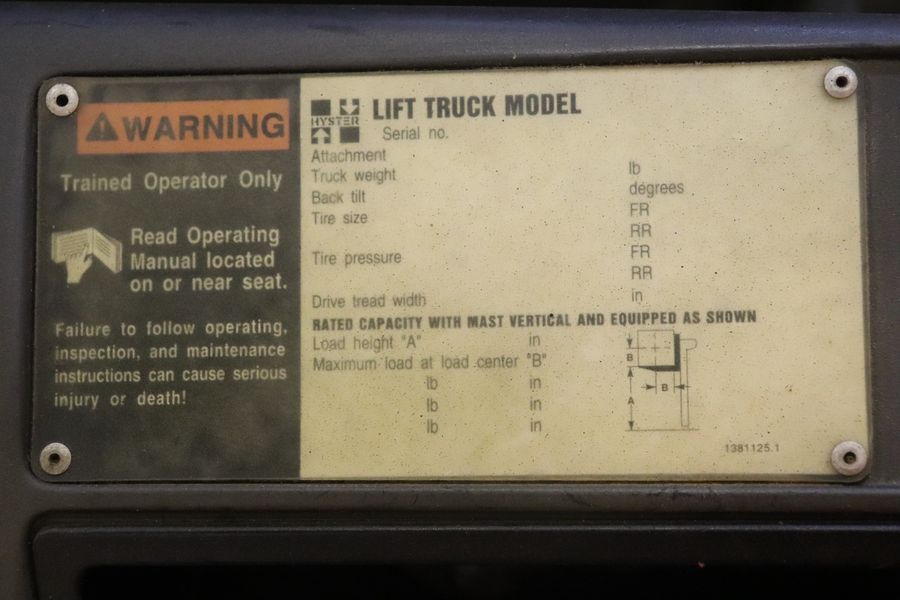 WARNING
Trained Operator Only
Read Operating
Manual located
on or near seat.
Failure to follow operating,
inspection, and maintenance
instructions can cause serious
injury or death!
HYSTER
LIFT TRUCK MODEL
Serial no.
Attachment
Truck weight lb
Back tilt dégrees
Tire size FR
RR
Tire pressure FR
RR
Drive tread width in
RATED CAPACITY WITH MAST VERTICAL AND EQUIPPED AS SHOWN
Load height "A" in
Maximum load at load center "B"
lb in
lb in
lb in
B
B
A
1381125.1